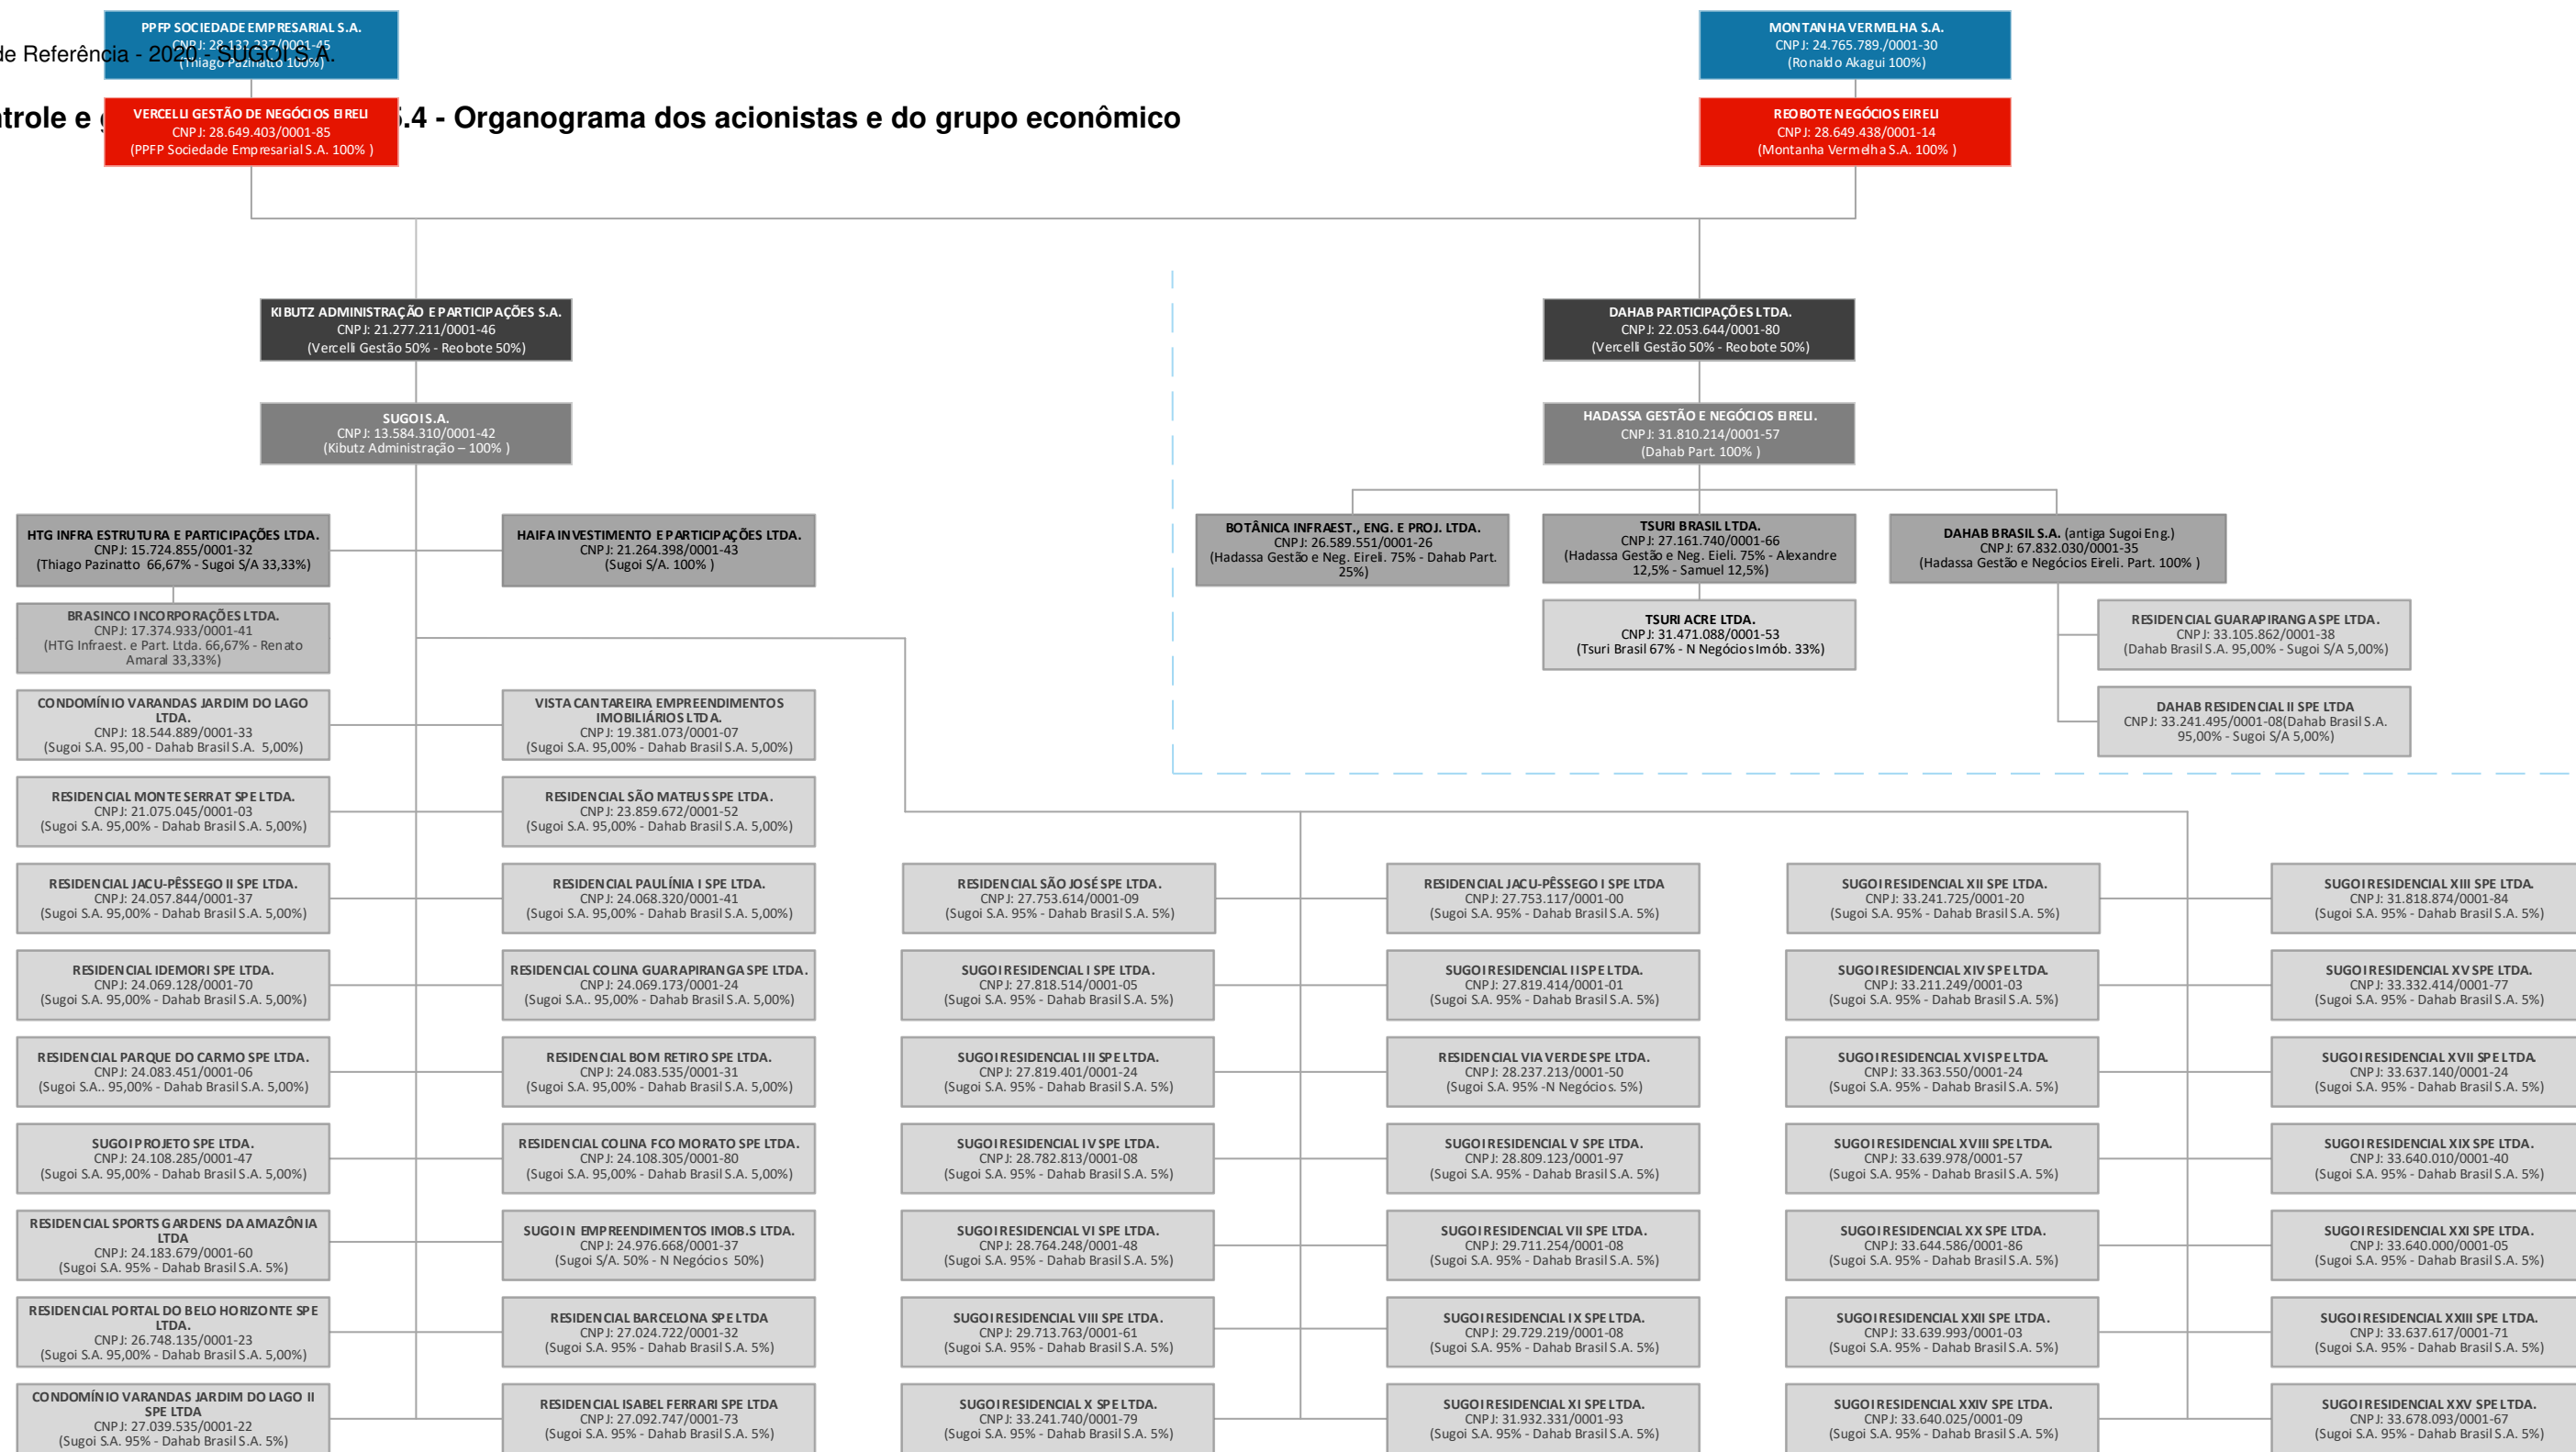 PPFP SOCIEDADE EMPRESARIAL S.A.
CNPJ: 28.132.237/0001-45
(Thiago Pazinatto 100%)
de Referência - 2020 - SUGOI S.A.
MONTANHA VERMELHA S.A.
CNPJ: 24.765.789./0001-30
(Ronaldo Akagui 100%)
VERCELLI GESTÃO DE NEGÓCIOS EIRELI
CNPJ: 28.649.403/0001-85
(PPFP Sociedade Empresarial S.A. 100% )
ntrole e
5.4 - Organograma dos acionistas e do grupo econômico
REOBOTE NEGÓCIOS EIRELI
CNPJ: 28.649.438/0001-14
(Montanha Vermelha S.A. 100% )
KIBUTZ ADMINISTRAÇÃO E PARTICIPAÇÕES S.A.
CNPJ: 21.277.211/0001-46
(Vercelli Gestão 50% - Reobote 50%)
DAHAB PARTICIPAÇÕES LTDA.
CNPJ: 22.053.644/0001-80
(Vercelli Gestão 50% - Reobote 50%)
SUGOI S.A.
CNPJ: 13.584.310/0001-42
(Kibutz Administração – 100% )
HADASSA GESTÃO E NEGÓCIOS EIRELI.
CNPJ: 31.810.214/0001-57
(Dahab Part. 100% )
HTG INFRA ESTRUTURA E PARTICIPAÇÕES LTDA.
CNPJ: 15.724.855/0001-32
(Thiago Pazinatto 66,67% - Sugoi S/A 33,33%)
HAIFA INVESTIMENTO E PARTICIPAÇÕES LTDA.
CNPJ: 21.264.398/0001-43
(Sugoi S/A. 100% )
BOTÂNICA INFRAEST., ENG. E PROJ. LTDA.
CNPJ: 26.589.551/0001-26
(Hadassa Gestão e Neg. Eireli. 75% - Dahab Part.
25%)
TSURI BRASIL LTDA.
CNPJ: 27.161.740/0001-66
(Hadassa Gestão e Neg. Eieli. 75% - Alexandre
12,5% - Samuel 12,5%)
DAHAB BRASIL S.A. (antiga Sugoi Eng.)
CNPJ: 67.832.030/0001-35
(Hadassa Gestão e Negócios Eireli. Part. 100% )
BRASINCO INCORPORAÇÕES LTDA.
CNPJ: 17.374.933/0001-41
(HTG Infraest. e Part. Ltda. 66,67% - Renato
Amaral 33,33%)
TSURI ACRE LTDA.
CNPJ: 31.471.088/0001-53
(Tsuri Brasil 67% - N Negócios Imób. 33%)
RESIDENCIAL GUARAPIRANGA SPE LTDA.
CNPJ: 33.105.862/0001-38
(Dahab Brasil S.A. 95,00% - Sugoi S/A 5,00%)
DAHAB RESIDENCIAL II SPE LTDA
CNPJ: 33.241.495/0001-08(Dahab Brasil S.A.
95,00% - Sugoi S/A 5,00%)
CONDOMÍNIO VARANDAS JARDIM DO LAGO
LTDA.
CNPJ: 18.544.889/0001-33
(Sugoi S.A. 95,00 - Dahab Brasil S.A. 5,00%)
VISTA CANTAREIRA EMPREENDIMENTOS
IMOBILIÁRIOS LTDA.
CNPJ: 19.381.073/0001-07
(Sugoi S.A. 95,00% - Dahab Brasil S.A. 5,00%)
RESIDENCIAL MONTE SERRAT SPE LTDA.
CNPJ: 21.075.045/0001-03
(Sugoi S.A. 95,00% - Dahab Brasil S.A. 5,00%)
RESIDENCIAL SÃO MATEUS SPE LTDA.
CNPJ: 23.859.672/0001-52
(Sugoi S.A. 95,00% - Dahab Brasil S.A. 5,00%)
RESIDENCIAL JACU-PÊSSEGO II SPE LTDA.
CNPJ: 24.057.844/0001-37
(Sugoi S.A. 95,00% - Dahab Brasil S.A. 5,00%)
RESIDENCIAL PAULÍNIA I SPE LTDA.
CNPJ: 24.068.320/0001-41
(Sugoi S.A. 95,00% - Dahab Brasil S.A. 5,00%)
RESIDENCIAL SÃO JOSÉ SPE LTDA.
CNPJ: 27.753.614/0001-09
(Sugoi S.A. 95% - Dahab Brasil S.A. 5%)
RESIDENCIAL JACU-PÊSSEGO I SPE LTDA
CNPJ: 27.753.117/0001-00
(Sugoi S.A. 95% - Dahab Brasil S.A. 5%)
SUGOI RESIDENCIAL XII SPE LTDA.
CNPJ: 33.241.725/0001-20
(Sugoi S.A. 95% - Dahab Brasil S.A. 5%)
SUGOI RESIDENCIAL XIII SPE LTDA.
CNPJ: 31.818.874/0001-84
(Sugoi S.A. 95% - Dahab Brasil S.A. 5%)
RESIDENCIAL IDEMORI SPE LTDA.
CNPJ: 24.069.128/0001-70
(Sugoi S.A. 95,00% - Dahab Brasil S.A. 5,00%)
RESIDENCIAL COLINA GUARAPIRANGA SPE LTDA.
CNPJ: 24.069.173/0001-24
(Sugoi S.A.. 95,00% - Dahab Brasil S.A. 5,00%)
SUGOI RESIDENCIAL I SPE LTDA.
CNPJ: 27.818.514/0001-05
(Sugoi S.A. 95% - Dahab Brasil S.A. 5%)
SUGOI RESIDENCIAL II SPE LTDA.
CNPJ: 27.819.414/0001-01
(Sugoi S.A. 95% - Dahab Brasil S.A. 5%)
SUGOI RESIDENCIAL XIV SPE LTDA.
CNPJ: 33.211.249/0001-03
(Sugoi S.A. 95% - Dahab Brasil S.A. 5%)
SUGOI RESIDENCIAL XV SPE LTDA.
CNPJ: 33.332.414/0001-77
(Sugoi S.A. 95% - Dahab Brasil S.A. 5%)
RESIDENCIAL PARQUE DO CARMO SPE LTDA.
CNPJ: 24.083.451/0001-06
(Sugoi S.A.. 95,00% - Dahab Brasil S.A. 5,00%)
RESIDENCIAL BOM RETIRO SPE LTDA.
CNPJ: 24.083.535/0001-31
(Sugoi S.A. 95,00% - Dahab Brasil S.A. 5,00%)
SUGOI RESIDENCIAL III SPE LTDA.
CNPJ: 27.819.401/0001-24
(Sugoi S.A. 95% - Dahab Brasil S.A. 5%)
RESIDENCIAL VIA VERDE SPE LTDA.
CNPJ: 28.237.213/0001-50
(Sugoi S.A. 95% -N Negócios. 5%)
SUGOI RESIDENCIAL XVI SPE LTDA.
CNPJ: 33.363.550/0001-24
(Sugoi S.A. 95% - Dahab Brasil S.A. 5%)
SUGOI RESIDENCIAL XVII SPE LTDA.
CNPJ: 33.637.140/0001-24
(Sugoi S.A. 95% - Dahab Brasil S.A. 5%)
SUGOI PROJETO SPE LTDA.
CNPJ: 24.108.285/0001-47
(Sugoi S.A. 95,00% - Dahab Brasil S.A. 5,00%)
RESIDENCIAL COLINA FCO MORATO SPE LTDA.
CNPJ: 24.108.305/0001-80
(Sugoi S.A. 95,00% - Dahab Brasil S.A. 5,00%)
SUGOI RESIDENCIAL IV SPE LTDA.
CNPJ: 28.782.813/0001-08
(Sugoi S.A. 95% - Dahab Brasil S.A. 5%)
SUGOI RESIDENCIAL V SPE LTDA.
CNPJ: 28.809.123/0001-97
(Sugoi S.A. 95% - Dahab Brasil S.A. 5%)
SUGOI RESIDENCIAL XVIII SPE LTDA.
CNPJ: 33.639.978/0001-57
(Sugoi S.A. 95% - Dahab Brasil S.A. 5%)
SUGOI RESIDENCIAL XIX SPE LTDA.
CNPJ: 33.640.010/0001-40
(Sugoi S.A. 95% - Dahab Brasil S.A. 5%)
RESIDENCIAL SPORTS GARDENS DA AMAZÔNIA
LTDA
CNPJ: 24.183.679/0001-60
(Sugoi S.A. 95% - Dahab Brasil S.A. 5%)
SUGOI N EMPREENDIMENTOS IMOB.S LTDA.
CNPJ: 24.976.668/0001-37
(Sugoi S/A. 50% - N Negócios 50%)
SUGOI RESIDENCIAL VI SPE LTDA.
CNPJ: 28.764.248/0001-48
(Sugoi S.A. 95% - Dahab Brasil S.A. 5%)
SUGOI RESIDENCIAL VII SPE LTDA.
CNPJ: 29.711.254/0001-08
(Sugoi S.A. 95% - Dahab Brasil S.A. 5%)
SUGOI RESIDENCIAL XX SPE LTDA.
CNPJ: 33.644.586/0001-86
(Sugoi S.A. 95% - Dahab Brasil S.A. 5%)
SUGOI RESIDENCIAL XXI SPE LTDA.
CNPJ: 33.640.000/0001-05
(Sugoi S.A. 95% - Dahab Brasil S.A. 5%)
RESIDENCIAL PORTAL DO BELO HORIZONTE SPE
LTDA.
CNPJ: 26.748.135/0001-23
(Sugoi S.A. 95,00% - Dahab Brasil S.A. 5,00%)
RESIDENCIAL BARCELONA SPE LTDA
CNPJ: 27.024.722/0001-32
(Sugoi S.A. 95% - Dahab Brasil S.A. 5%)
SUGOI RESIDENCIAL VIII SPE LTDA.
CNPJ: 29.713.763/0001-61
(Sugoi S.A. 95% - Dahab Brasil S.A. 5%)
SUGOI RESIDENCIAL IX SPE LTDA.
CNPJ: 29.729.219/0001-08
(Sugoi S.A. 95% - Dahab Brasil S.A. 5%)
SUGOI RESIDENCIAL XXII SPE LTDA.
CNPJ: 33.639.993/0001-03
(Sugoi S.A. 95% - Dahab Brasil S.A. 5%)
SUGOI RESIDENCIAL XXIII SPE LTDA.
CNPJ: 33.637.617/0001-71
(Sugoi S.A. 95% - Dahab Brasil S.A. 5%)
CONDOMÍNIO VARANDAS JARDIM DO LAGO II
SPE LTDA
CNPJ: 27.039.535/0001-22
(Sugoi S.A. 95% - Dahab Brasil S.A. 5%)
RESIDENCIAL ISABEL FERRARI SPE LTDA
CNPJ: 27.092.747/0001-73
(Sugoi S.A. 95% - Dahab Brasil S.A. 5%)
SUGOI RESIDENCIAL X SPE LTDA.
CNPJ: 33.241.740/0001-79
(Sugoi S.A. 95% - Dahab Brasil S.A. 5%)
SUGOI RESIDENCIAL XI SPE LTDA.
CNPJ: 31.932.331/0001-93
(Sugoi S.A. 95% - Dahab Brasil S.A. 5%)
SUGOI RESIDENCIAL XXIV SPE LTDA.
CNPJ: 33.640.025/0001-09
(Sugoi S.A. 95% - Dahab Brasil S.A. 5%)
SUGOI RESIDENCIAL XXV SPE LTDA.
CNPJ: 33.678.093/0001-67
(Sugoi S.A. 95% - Dahab Brasil S.A. 5%)